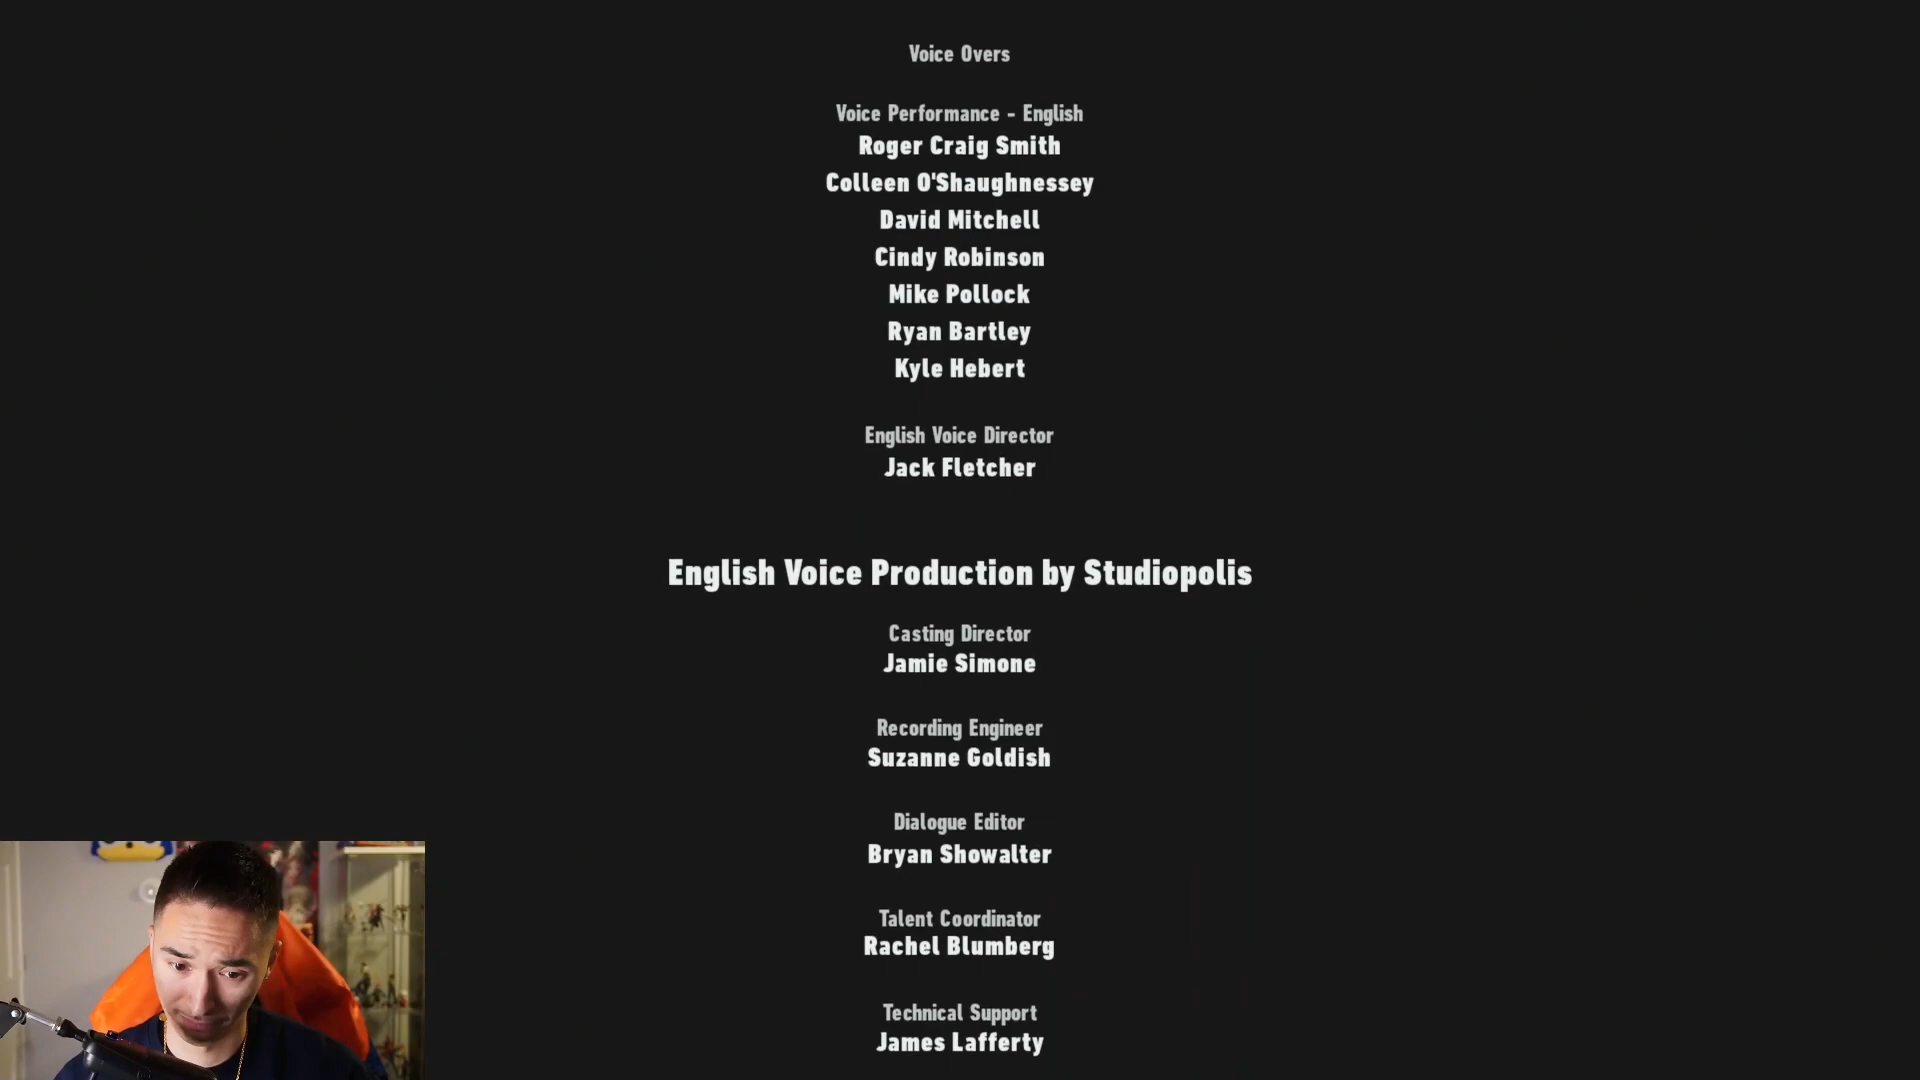 Voice Overs
Voice Performance - English
Roger Craig Smith
Colleen O'Shaughnessey
David Mitchell
Cindy Robinson
Mike Pollock
Ryan Bartley
Kyle Hebert
English Voice Director
Jack Fletcher
English Voice Production by Studiopolis
Casting Director
Jamie Simone
Recording Engineer
Suzanne Goldish
Dialogue Editor
Bryan Showalter
Talent Coordinator
Rachel Blumberg
Technical Support
James Lafferty